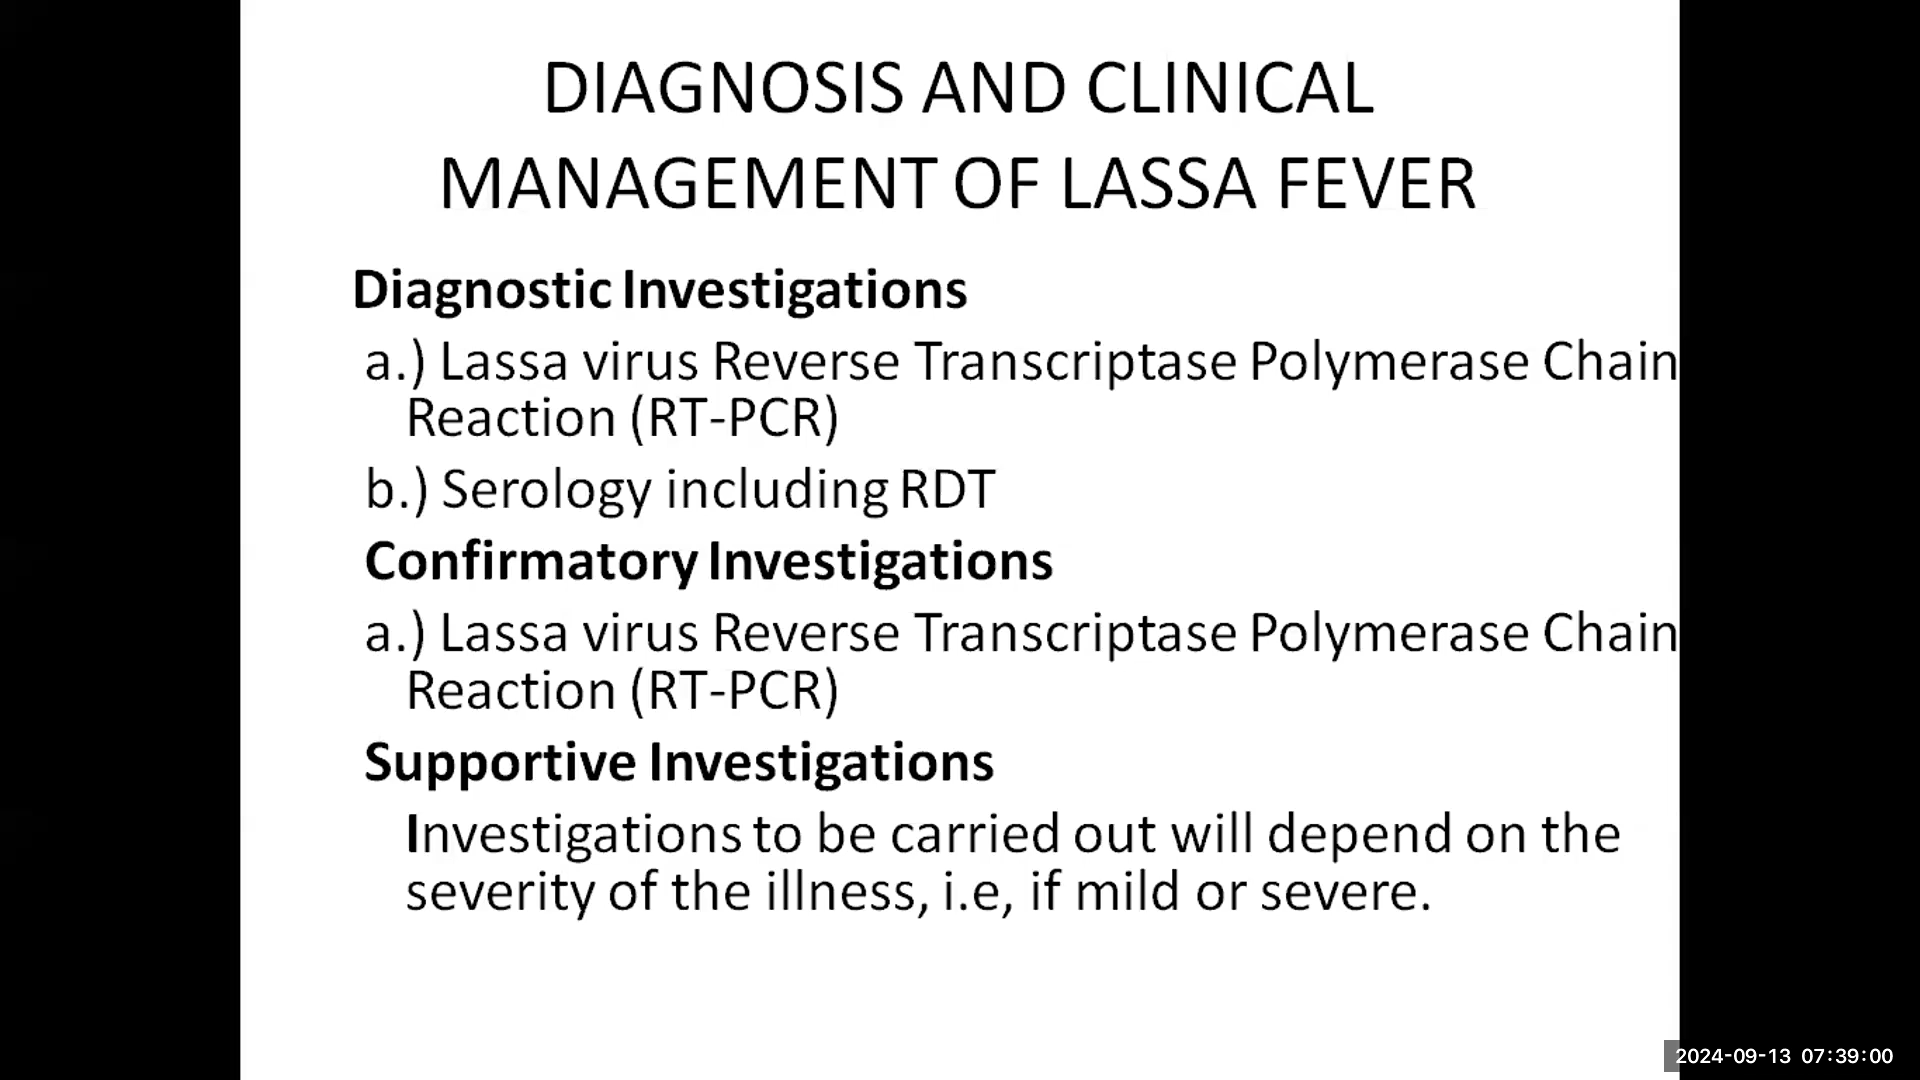 DIAGNOSIS AND CLINICAL
MANAGEMENT OF LASSA FEVER
Diagnostic Investigations
a.) Lassa virus Reverse Transcriptase Polymerase Chain
Reaction (RT-PCR)
b.) Serology including RDT
Confirmatory Investigations
a.) Lassa virus Reverse Transcriptase Polymerase Chain
Reaction (RT-PCR)
Supportive Investigations
Investigations to be carried out will depend on the
severity of the illness, i.e, if mild or severe.
2024-09-13 07:39:00